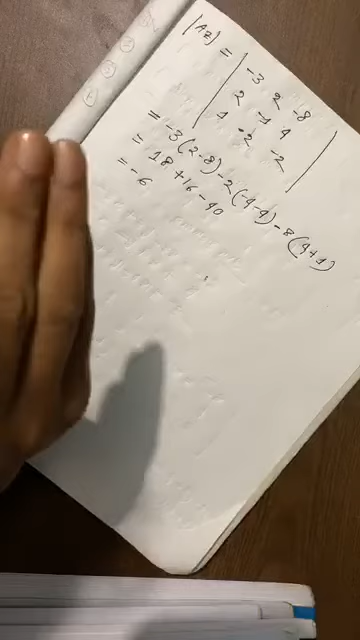 |Az| = | -3 2 -8 |
2 -1 4
1 -2 -2
= -3(2-8) -2(-4-4) -8(4+1)
= 18 + 16 - 40
= -6